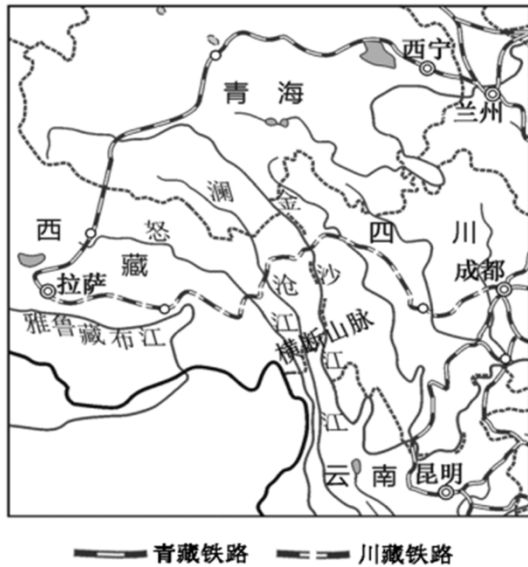 西宁
青海
兰州
澜
金
西
怒
四川
藏
沧
沙
成都
拉萨
雅鲁藏布江
江
横断山脉
江
江
云南
昆明
青藏铁路
川藏铁路